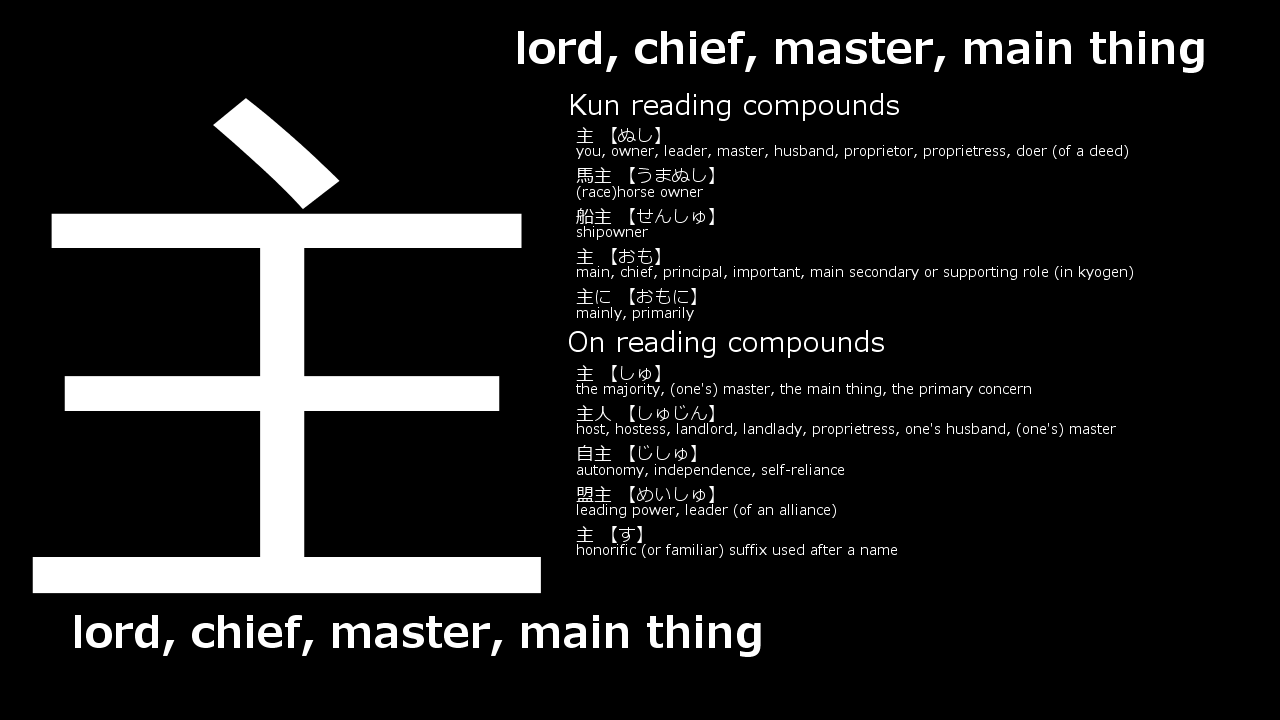 lord, chief, master, main thing
主
Kun reading compounds
主 【ぬし】
you, owner, leader, master, husband, proprietor, proprietress, doer (of a deed)
馬主 【うまぬし】
(race)horse owner
船主 【せんしゅ】
shipowner
主 【おも】
main, chief, principal, important, main secondary or supporting role (in kyogen)
主に 【おもに】
mainly, primarily
On reading compounds
主 【しゅ】
the majority, (one's) master, the main thing, the primary concern
主人 【しゅじん】
host, hostess, landlord, landlady, proprietress, one's husband, (one's) master
自主 【じしゅ】
autonomy, independence, self-reliance
盟主 【めいしゅ】
leading power, leader (of an alliance)
主 【す】
honorific (or familiar) suffix used after a name
lord, chief, master, main thing